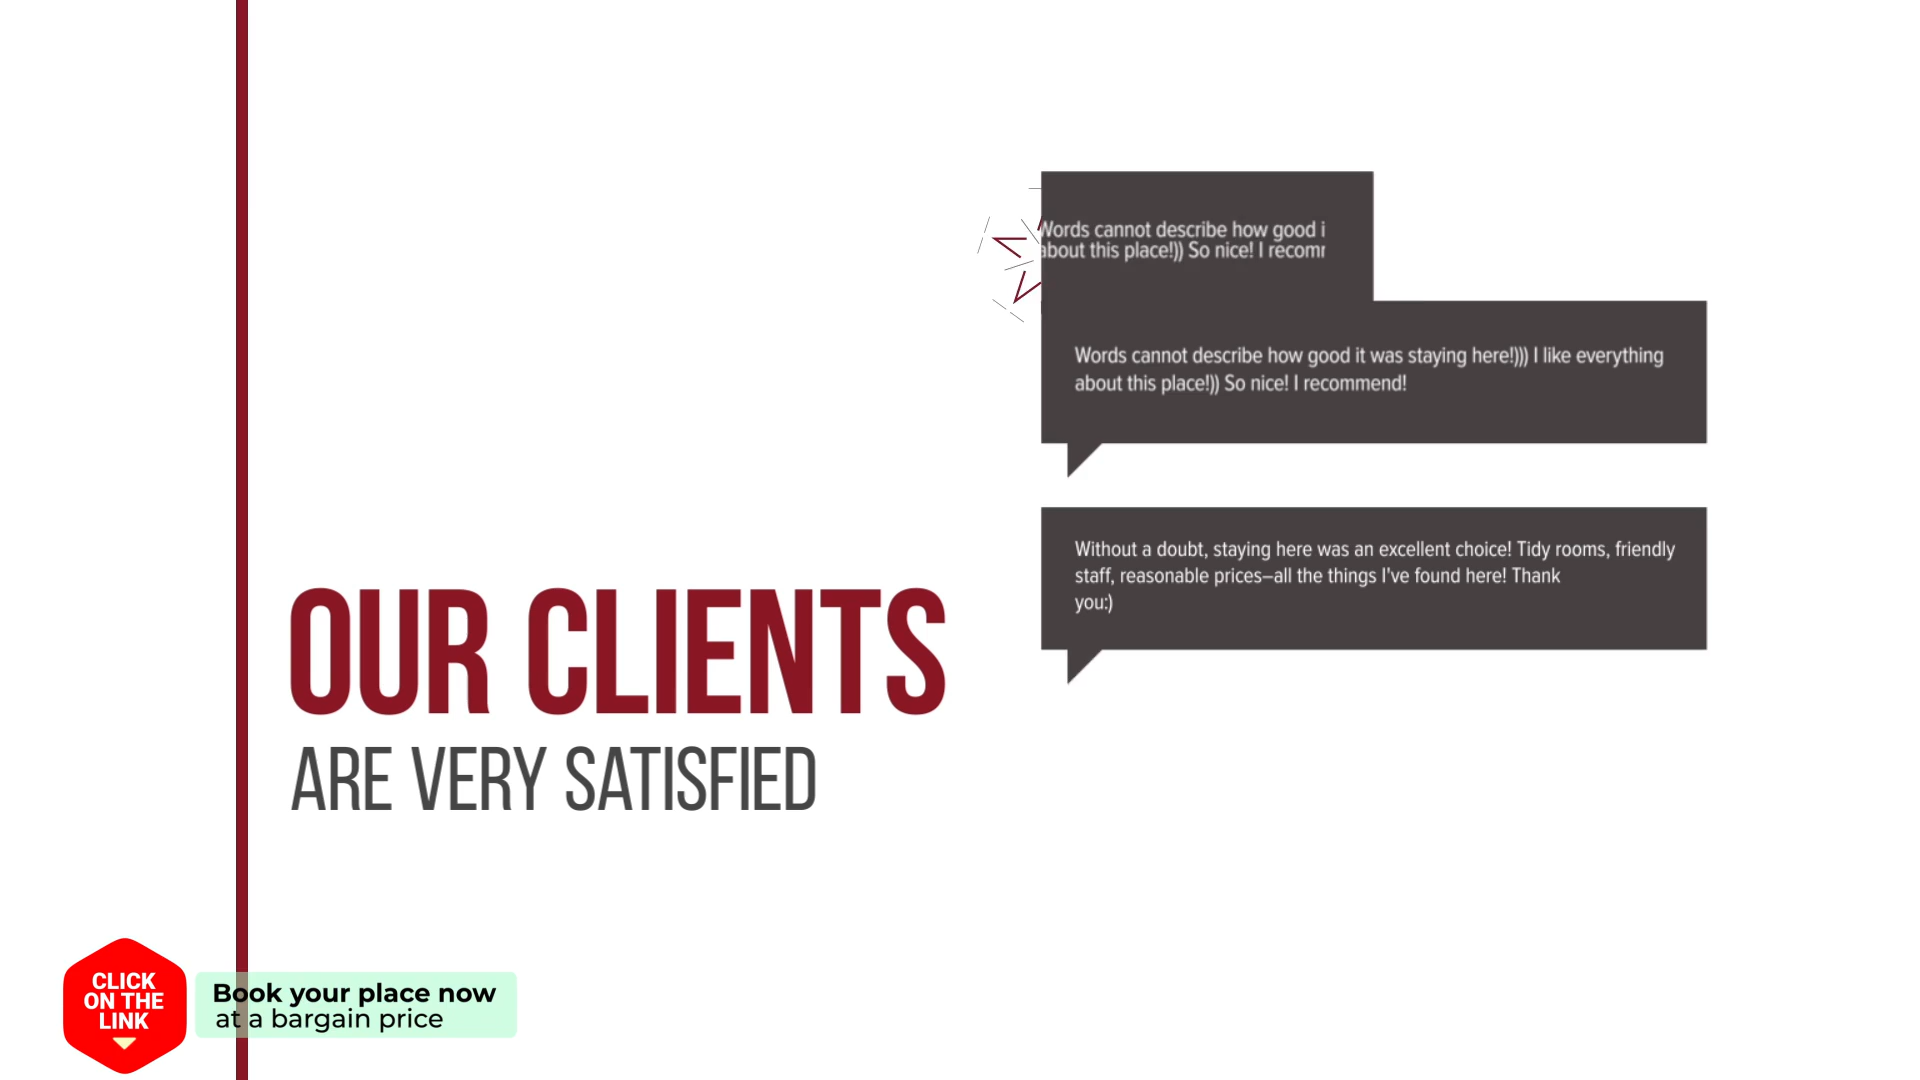 Words cannot describe how good i
about this place!)) So nice! I recom
Words cannot describe how good it was staying here!))) I like everything
about this place!)) So nice! I recommend!
Without a doubt, staying here was an excellent choice! Tidy rooms, friendly
staff, reasonable prices–all the things I've found here! Thank
you:)
OUR CLIENTS
ARE VERY SATISFIED
CLICK
ON THE
LINK
Book your place now
at a bargain price